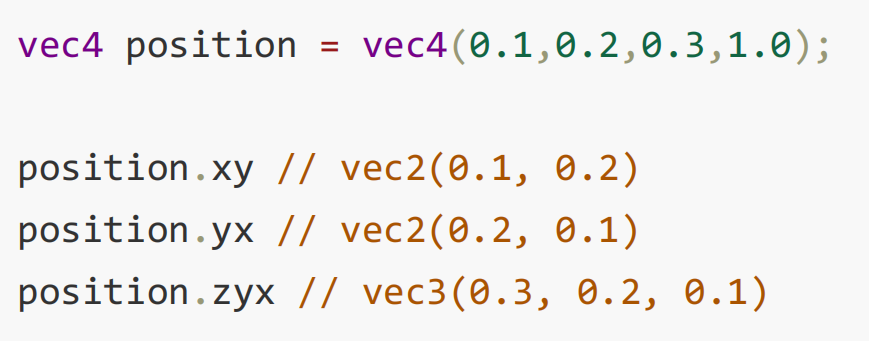 vec4 position = vec4(0.1,0.2,0.3,1.0);
position.xy // vec2(0.1, 0.2)
position.yx // vec2(0.2, 0.1)
position.zyx // vec3(0.3, 0.2, 0.1)